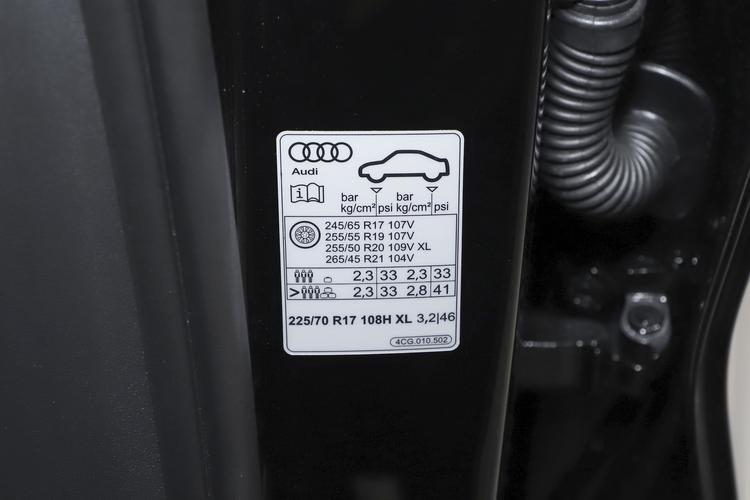 Audi
i
bar bar
kg/cm² psi kg/cm² psi
245/65 R17 107V
255/55 R19 107V
255/50 R20 109V XL
265/45 R21 104V
2,3 33 2,3 33
> 2,3 33 2,8 41
225/70 R17 108H XL 3,2|46
4CG.010.502